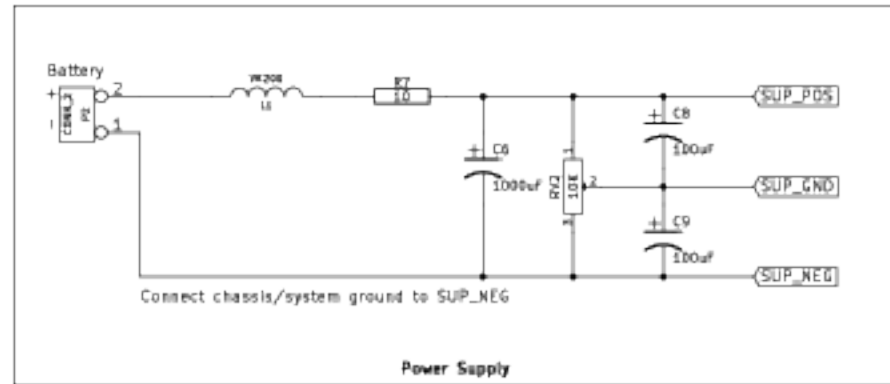 Battery
+
2
CONN_2
P2
-
1
L6
R7
10
SUP_POS
+
C8
100uF
+
C6
1000uF
1
RV2
10K
2
3
SUP_GND
+
C9
100uF
SUP_NEG
Connect chassis/system ground to SUP_NEG
Power Supply